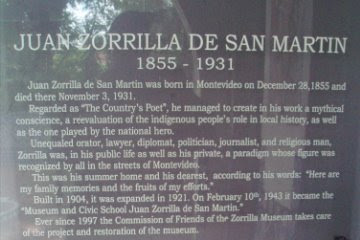 JUAN ZORRILLA DE SAN MARTIN
1855 - 1931
Juan Zorrilla de San Martin was born in Montevideo on December 28,1855 and
died there November 3, 1931.
Regarded as "The Country's Poet", he managed to create in his work a mythical
conscience, a reevaluation of the indigenous people's role in local history, as well
as the one played by the national hero.
Unequaled orator, lawyer, diplomat, politician, journalist, and religious man,
Zorrilla was, in his public life as well as his private, a paradigm whose figure was
recognized by all in the streets of Montevideo.
This was his summer home and his dearest, according to his words: "Here are
my family memories and the fruits of my efforts."
Built in 1904, it was expanded in 1921. On February 10th, 1943 it became the
"Museum and Civic School Juan Zorrilla de San Martin."
Ever since 1997 the Commission of Friends of the Zorrilla Museum takes care
of the project and restoration of the museum.